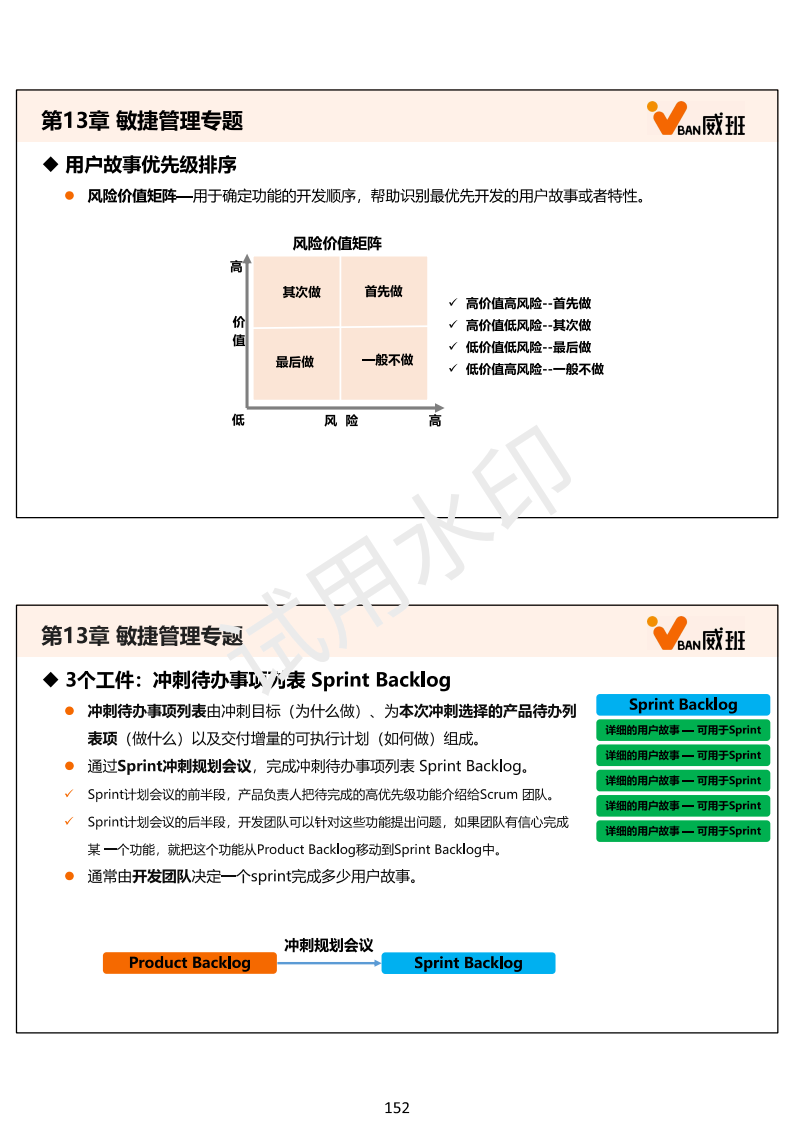 第13章 敏捷管理专题
VBAN威班
◆ 用户故事优先级排序
● 风险价值矩阵—用于确定功能的开发顺序，帮助识别最优先开发的用户故事或者特性。
风险价值矩阵
高
其次做
首先做
价
值
最后做
一般不做
低
风 险
高
✓ 高价值高风险--首先做
✓ 高价值低风险--其次做
✓ 低价值低风险--最后做
✓ 低价值高风险--一般不做
试用水印
第13章 敏捷管理专题
VBAN威班
◆ 3个工件：冲刺待办事项列表 Sprint Backlog
● 冲刺待办事项列表由冲刺目标（为什么做）、为本次冲刺选择的产品待办列
表项（做什么）以及交付增量的可执行计划（如何做）组成。
● 通过Sprint冲刺规划会议，完成冲刺待办事项列表 Sprint Backlog。
✓ Sprint计划会议的前半段，产品负责人把待完成的高优先级功能介绍给Scrum 团队。
✓ Sprint计划会议的后半段，开发团队可以针对这些功能提出问题，如果团队有信心完成
某 一个功能，就把这个功能从Product Backlog移动到Sprint Backlog中。
● 通常由开发团队决定一个sprint完成多少用户故事。
Sprint Backlog
详细的用户故事 — 可用于Sprint
详细的用户故事 — 可用于Sprint
详细的用户故事 — 可用于Sprint
详细的用户故事 — 可用于Sprint
详细的用户故事 — 可用于Sprint
冲刺规划会议
Product Backlog
Sprint Backlog
152